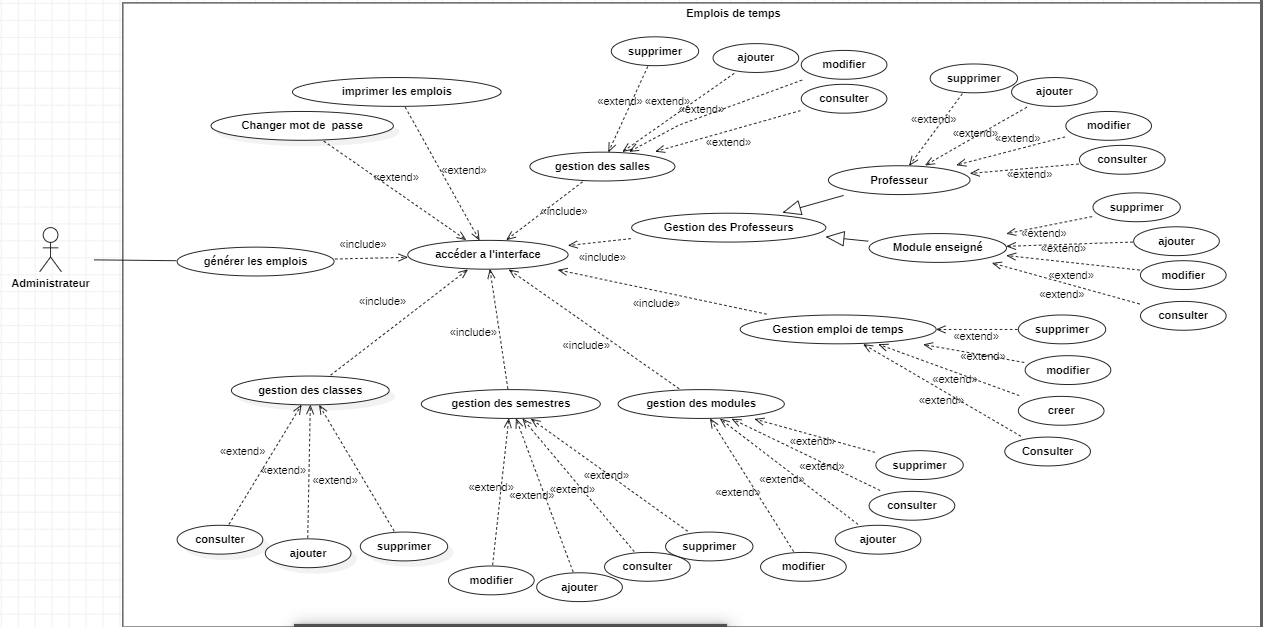 Emplois de temps
supprimer
ajouter
modifier
consulter
«extend»
«extend»
«extend»
«extend»
gestion des salles
supprimer
ajouter
modifier
consulter
«extend»
«extend»
«extend»
«extend»
Professeur
imprimer les emplois
Changer mot de  passe
«extend»
«extend»
«include»
Gestion des Professeurs
supprimer
ajouter
modifier
consulter
«extend»
«extend»
«extend»
«extend»
Module enseigné
Administrateur
générer les emplois
«include»
accéder a l'interface
«include»
«include»
Gestion emploi de temps
supprimer
modifier
creer
Consulter
«extend»
«extend»
«extend»
«extend»
«include»
«include»
«include»
gestion des classes
gestion des semestres
gestion des modules
«extend»
«extend»
«extend»
consulter
ajouter
supprimer
«extend»
«extend»
«extend»
«extend»
modifier
ajouter
consulter
supprimer
«extend»
«extend»
«extend»
«extend»
modifier
ajouter
consulter
supprimer